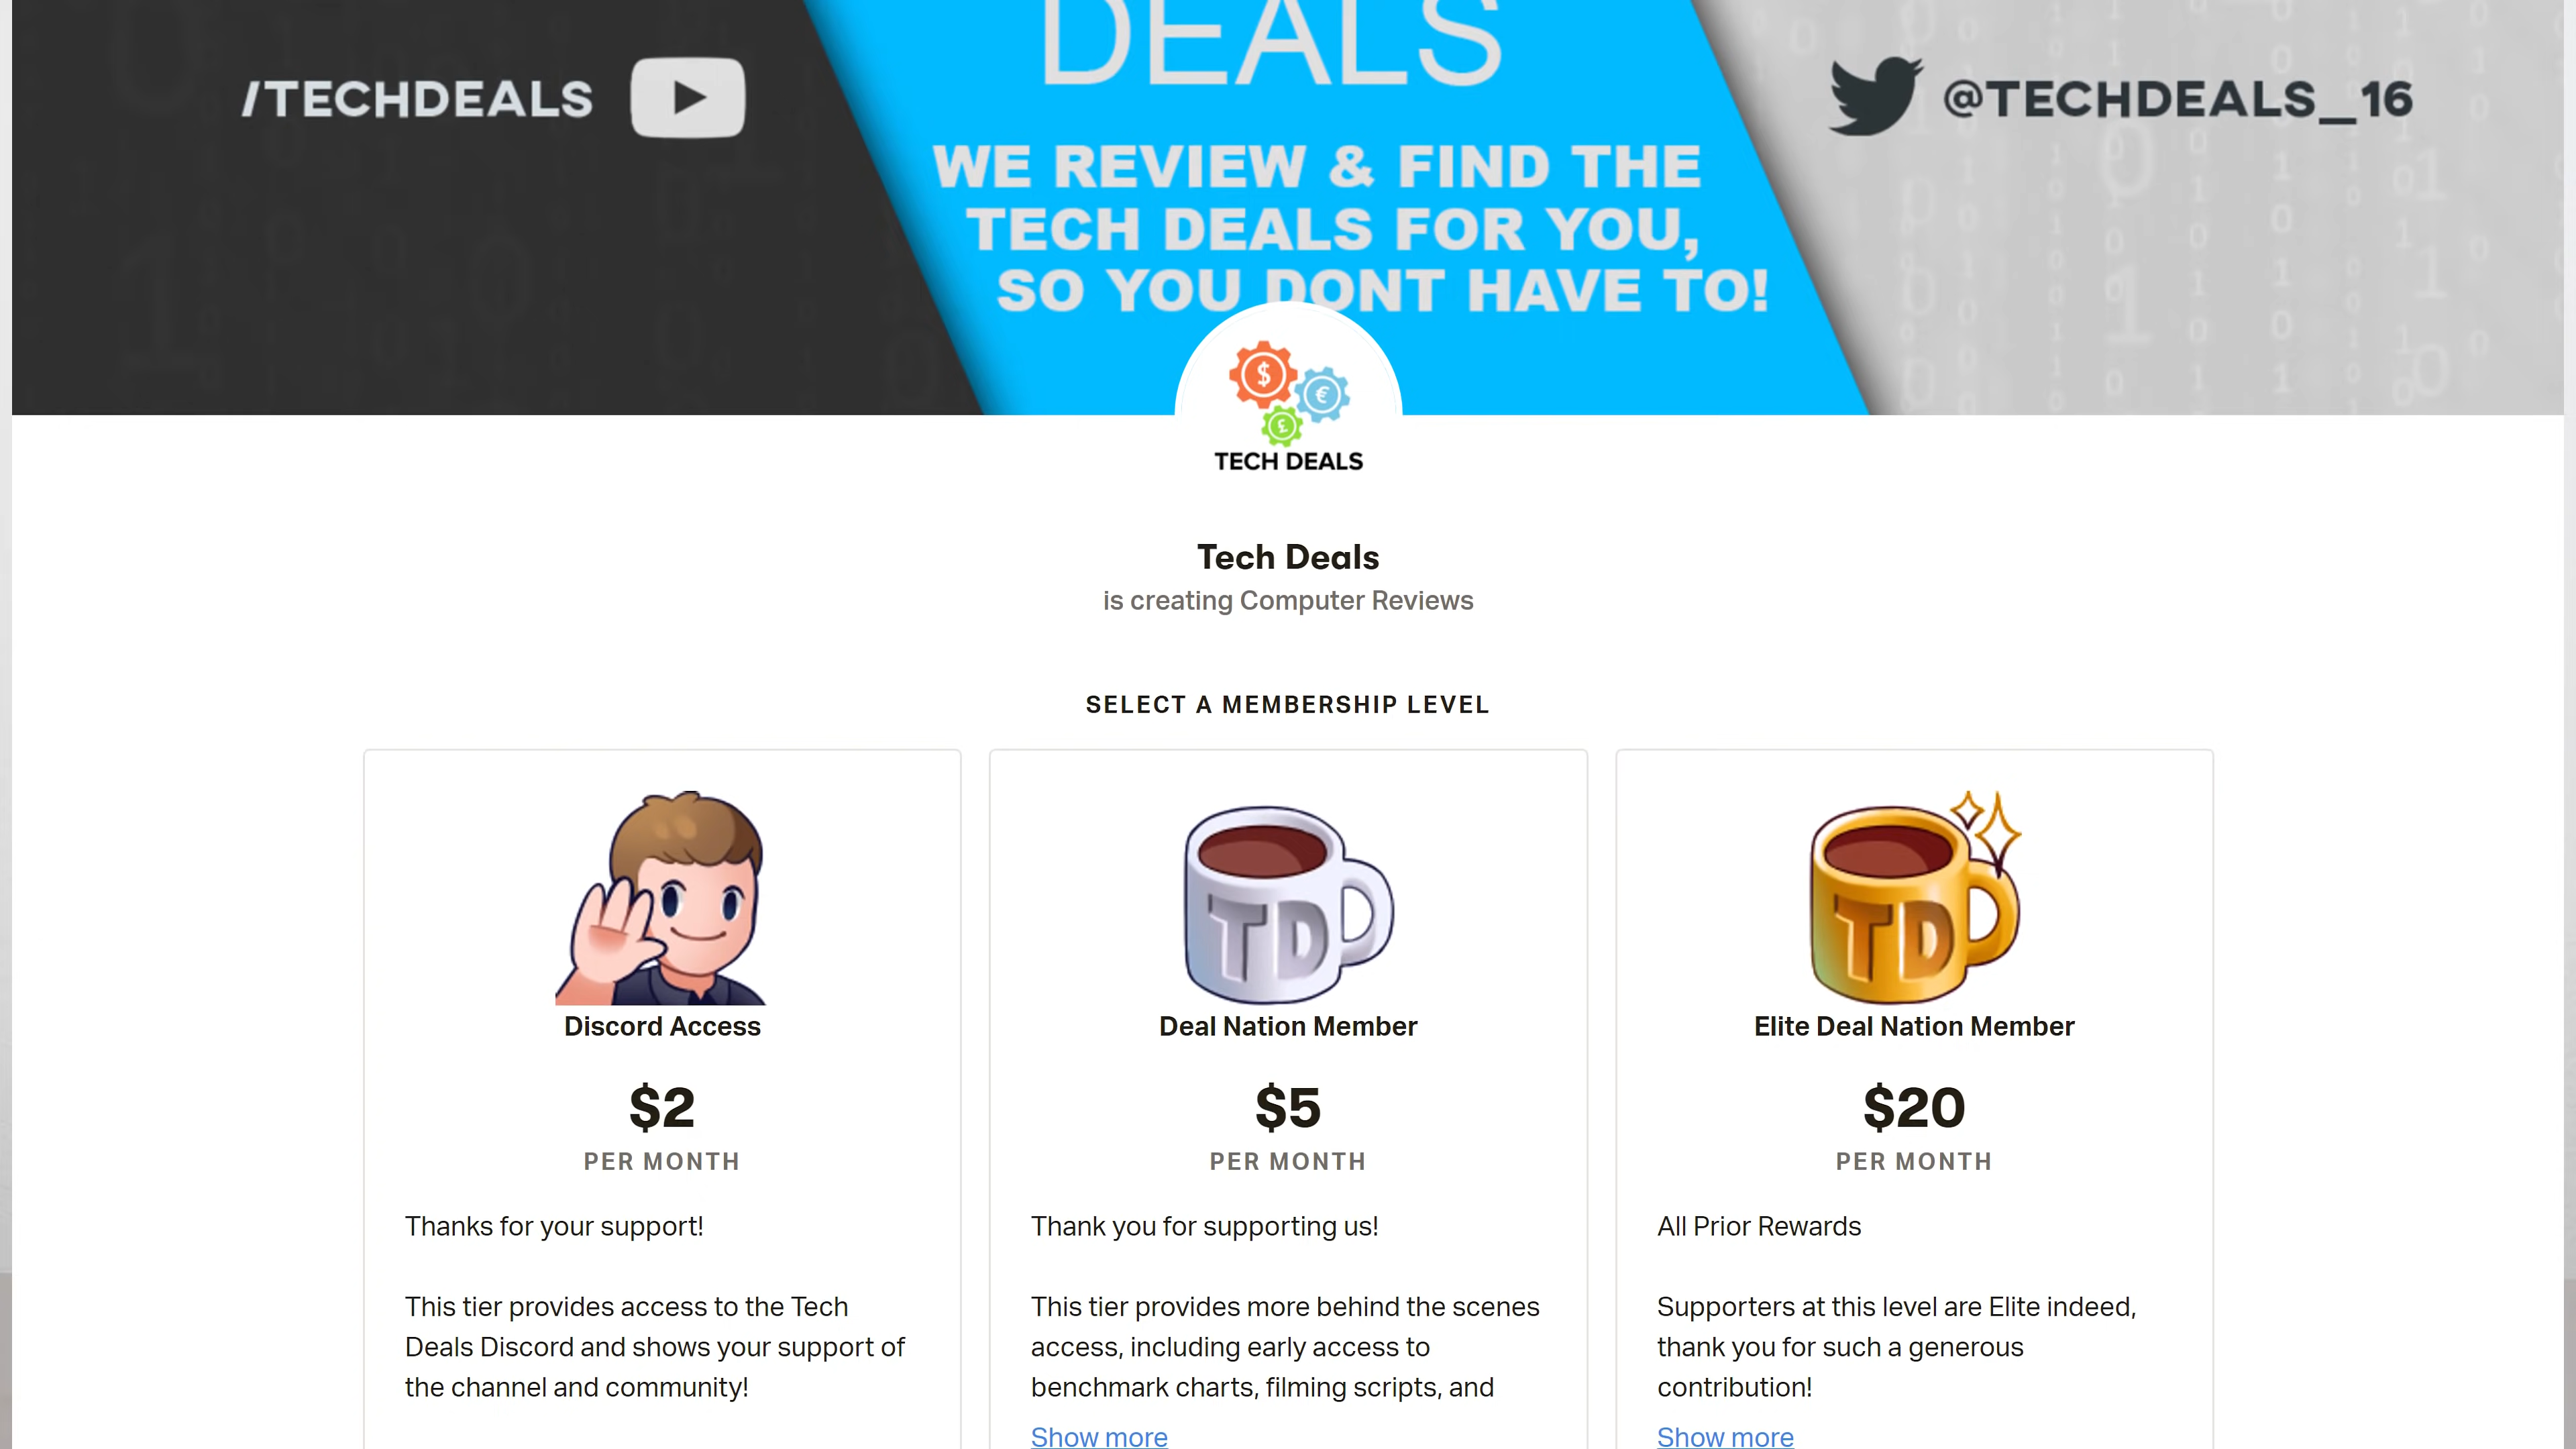 DEALS
/TECHDEALS
@TECHDEALS_16
WE REVIEW & FIND THE
TECH DEALS FOR YOU,
SO YOU DONT HAVE TO!
$
€
£
TECH DEALS
Tech Deals
is creating Computer Reviews
SELECT A MEMBERSHIP LEVEL
Discord Access
$2
PER MONTH
Thanks for your support!
This tier provides access to the Tech
Deals Discord and shows your support of
the channel and community!
TD
Deal Nation Member
$5
PER MONTH
Thank you for supporting us!
This tier provides more behind the scenes
access, including early access to
benchmark charts, filming scripts, and
Show more
TD
Elite Deal Nation Member
$20
PER MONTH
All Prior Rewards
Supporters at this level are Elite indeed,
thank you for such a generous
contribution!
Show more